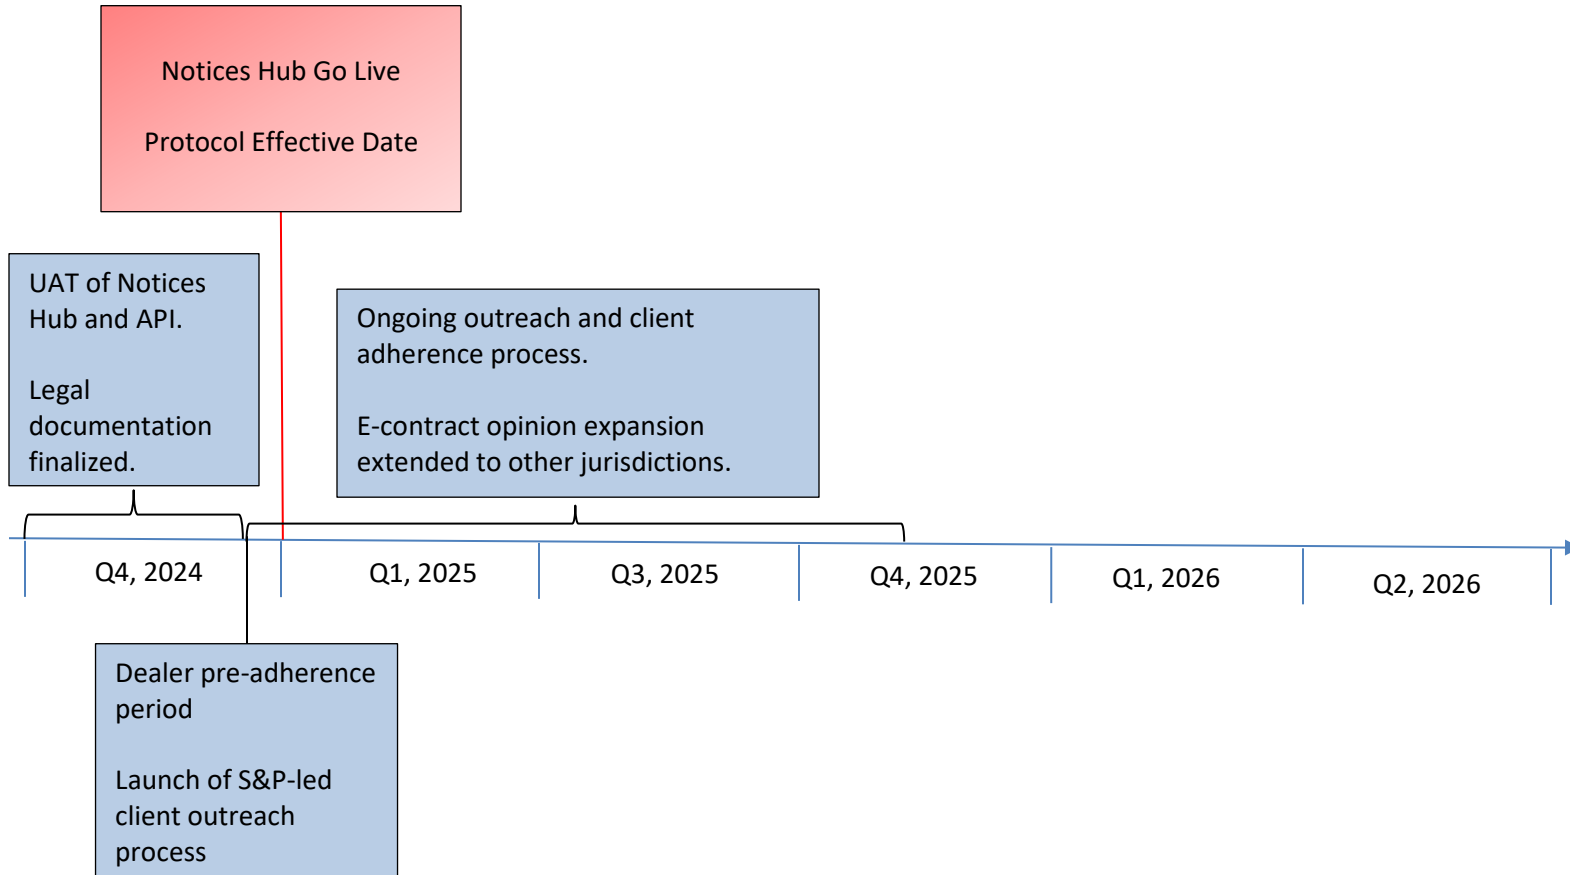 Notices Hub Go Live
Protocol Effective Date
UAT of Notices
Hub and API.
Legal
documentation
finalized.
Ongoing outreach and client
adherence process.
E-contract opinion expansion
extended to other jurisdictions.
Q4, 2024
Q1, 2025
Q3, 2025
Q4, 2025
Q1, 2026
Q2, 2026
Dealer pre-adherence
period
Launch of S&P-led
client outreach
process